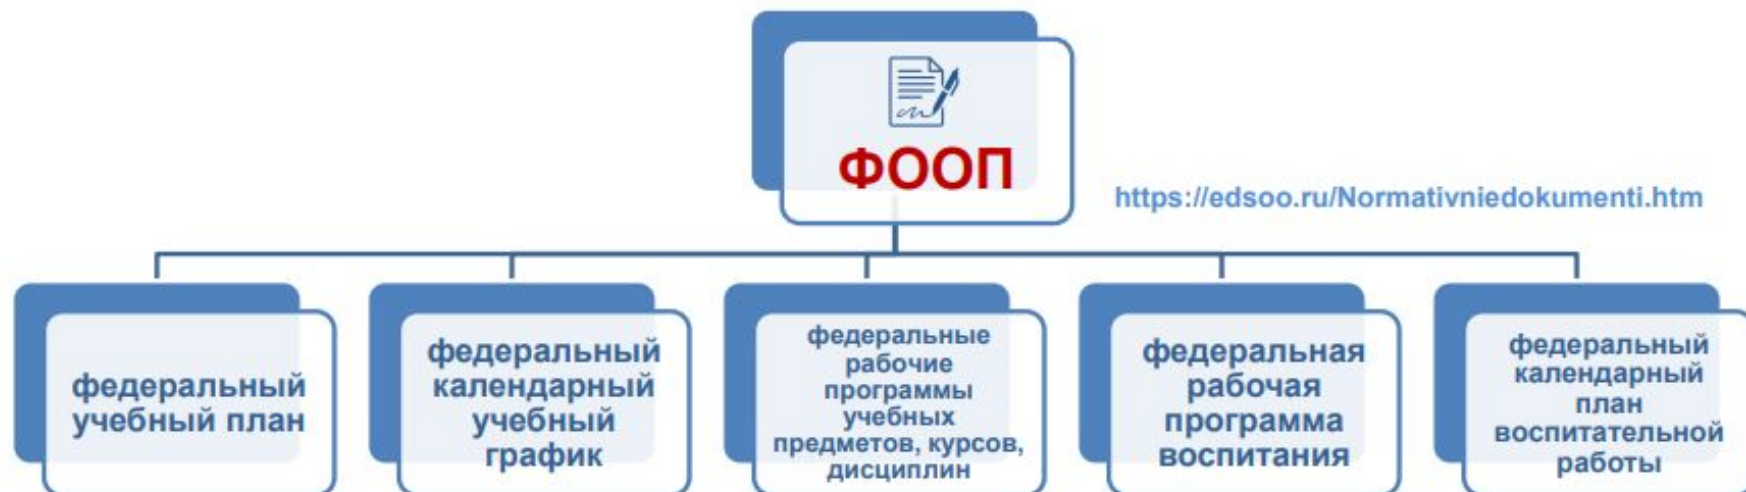 ФООП
https://edsoo.ru/Normativniedokumenti.htm
федеральный
учебный план
федеральный
календарный
учебный
график
федеральные
рабочие
программы
учебных
предметов, курсов,
дисциплин
федеральная
рабочая
программа
воспитания
федеральный
календарный
план
воспитательной
работы